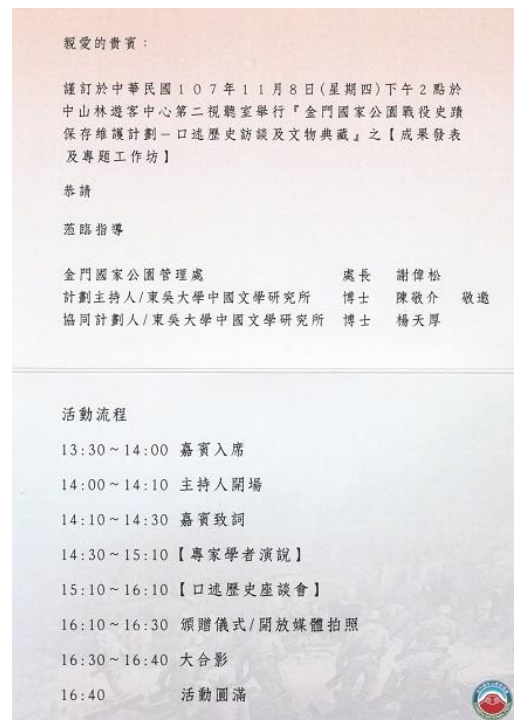 親愛的貴賓：
謹訂於中華民國１０７年１１月８日(星期四)下午２點於
中山林遊客中心第二視聽室舉行『金門國家公園戰役史蹟
保存維護計劃－口述歷史訪談及文物典藏』之【成果發表
及專題工作坊】
恭請
蒞臨指導
金門國家公園管理處 處長 謝偉松
計劃主持人/東吳大學中國文學研究所 博士 陳敬介 敬邀
協同計劃人/東吳大學中國文學研究所 博士 楊天厚
活動流程
13:30~14:00 嘉賓入席
14:00~14:10 主持人開場
14:10~14:30 嘉賓致詞
14:30~15:10【專家學者演說】
15:10~16:10【口述歷史座談會】
16:10~16:30 頒贈儀式/開放媒體拍照
16:30~16:40 大合影
16:40 活動圓滿